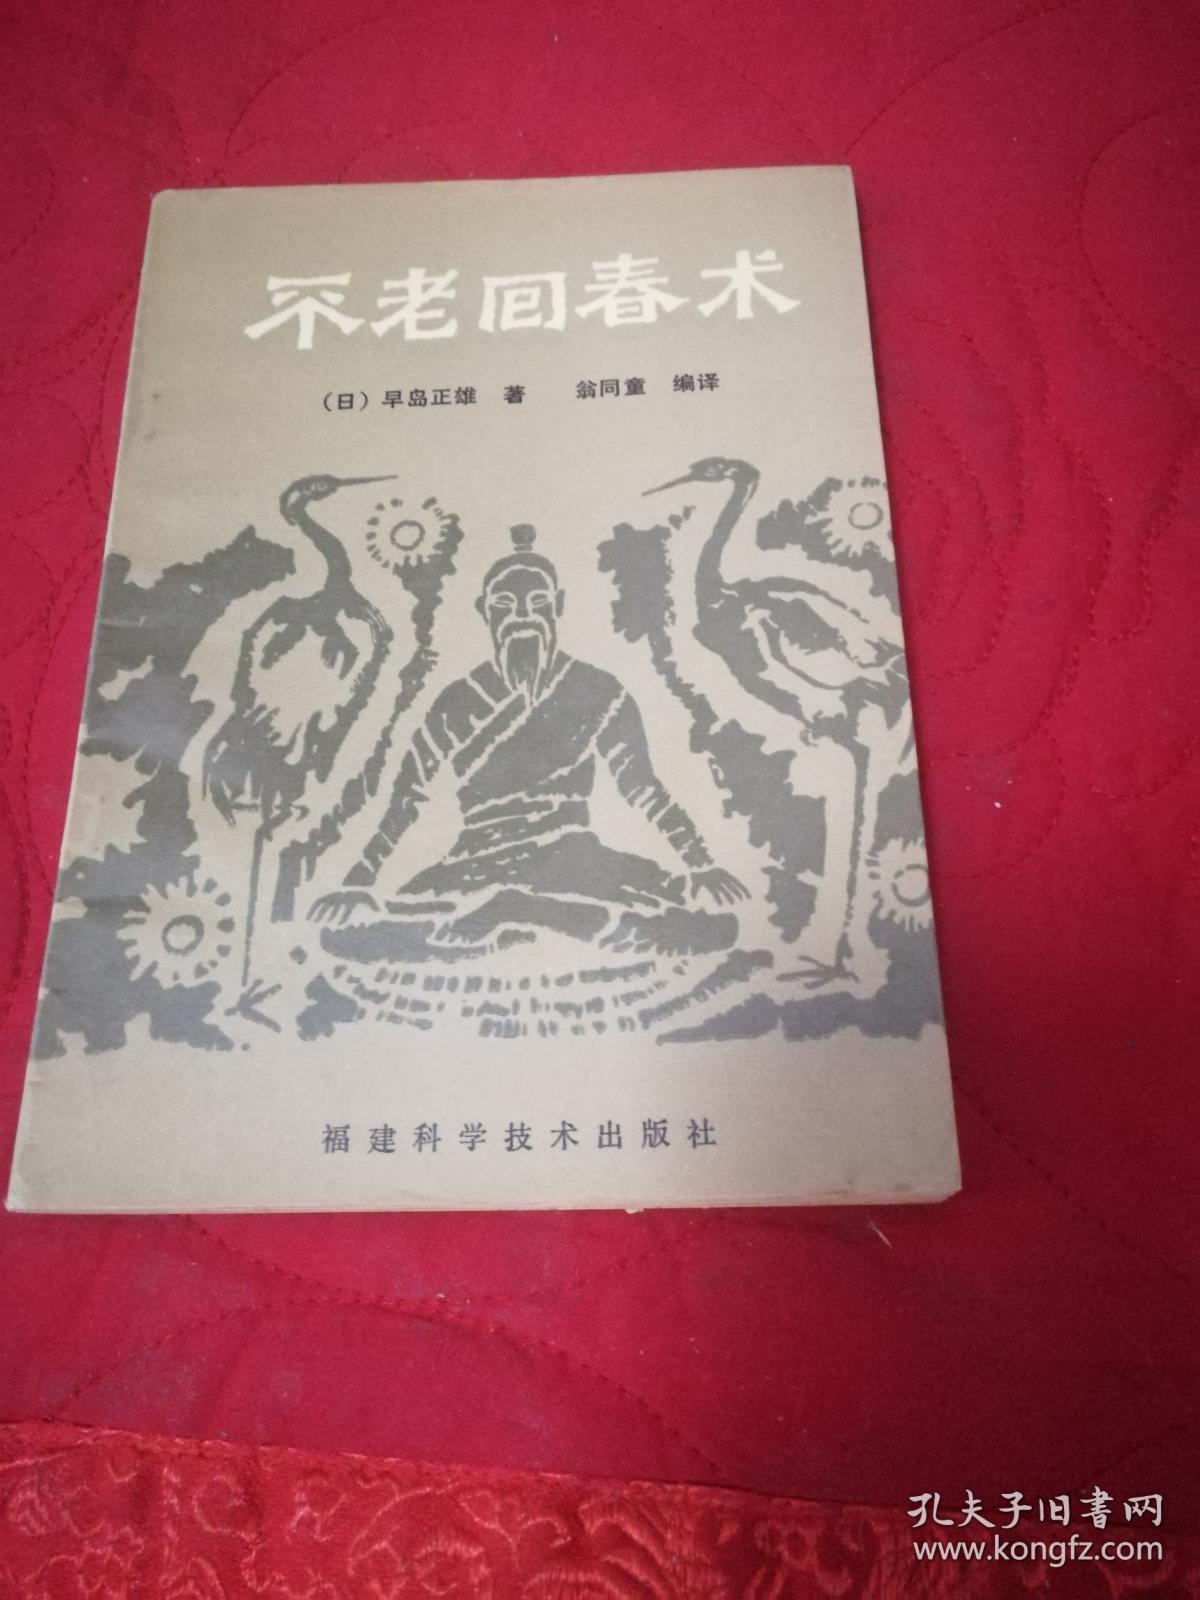 不老回春术
（日）早岛正雄 著 翁同童 编译
福建科学技术出版社
孔夫子旧书网
www.kongfz.com